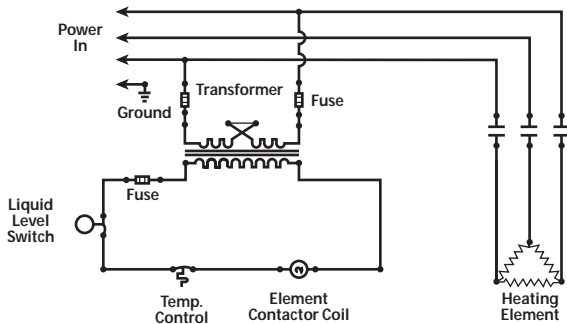 Power
In
Transformer
Ground
Fuse
Fuse
Liquid
Level
Switch
Temp.
Control
Element
Contactor Coil
Heating
Element